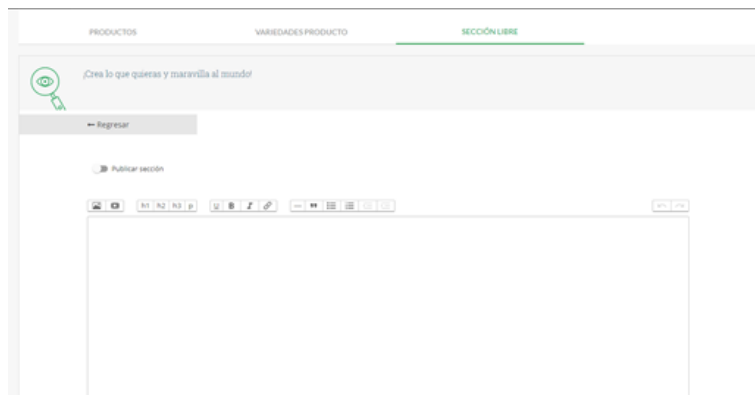 PRODUCTOS VARIEDADES PRODUCTO SECCIÓN LIBRE
¡Crea lo que quieras y maravilla al mundo!
← Regresar
Publicar sección
h1 h2 h3 p U B I